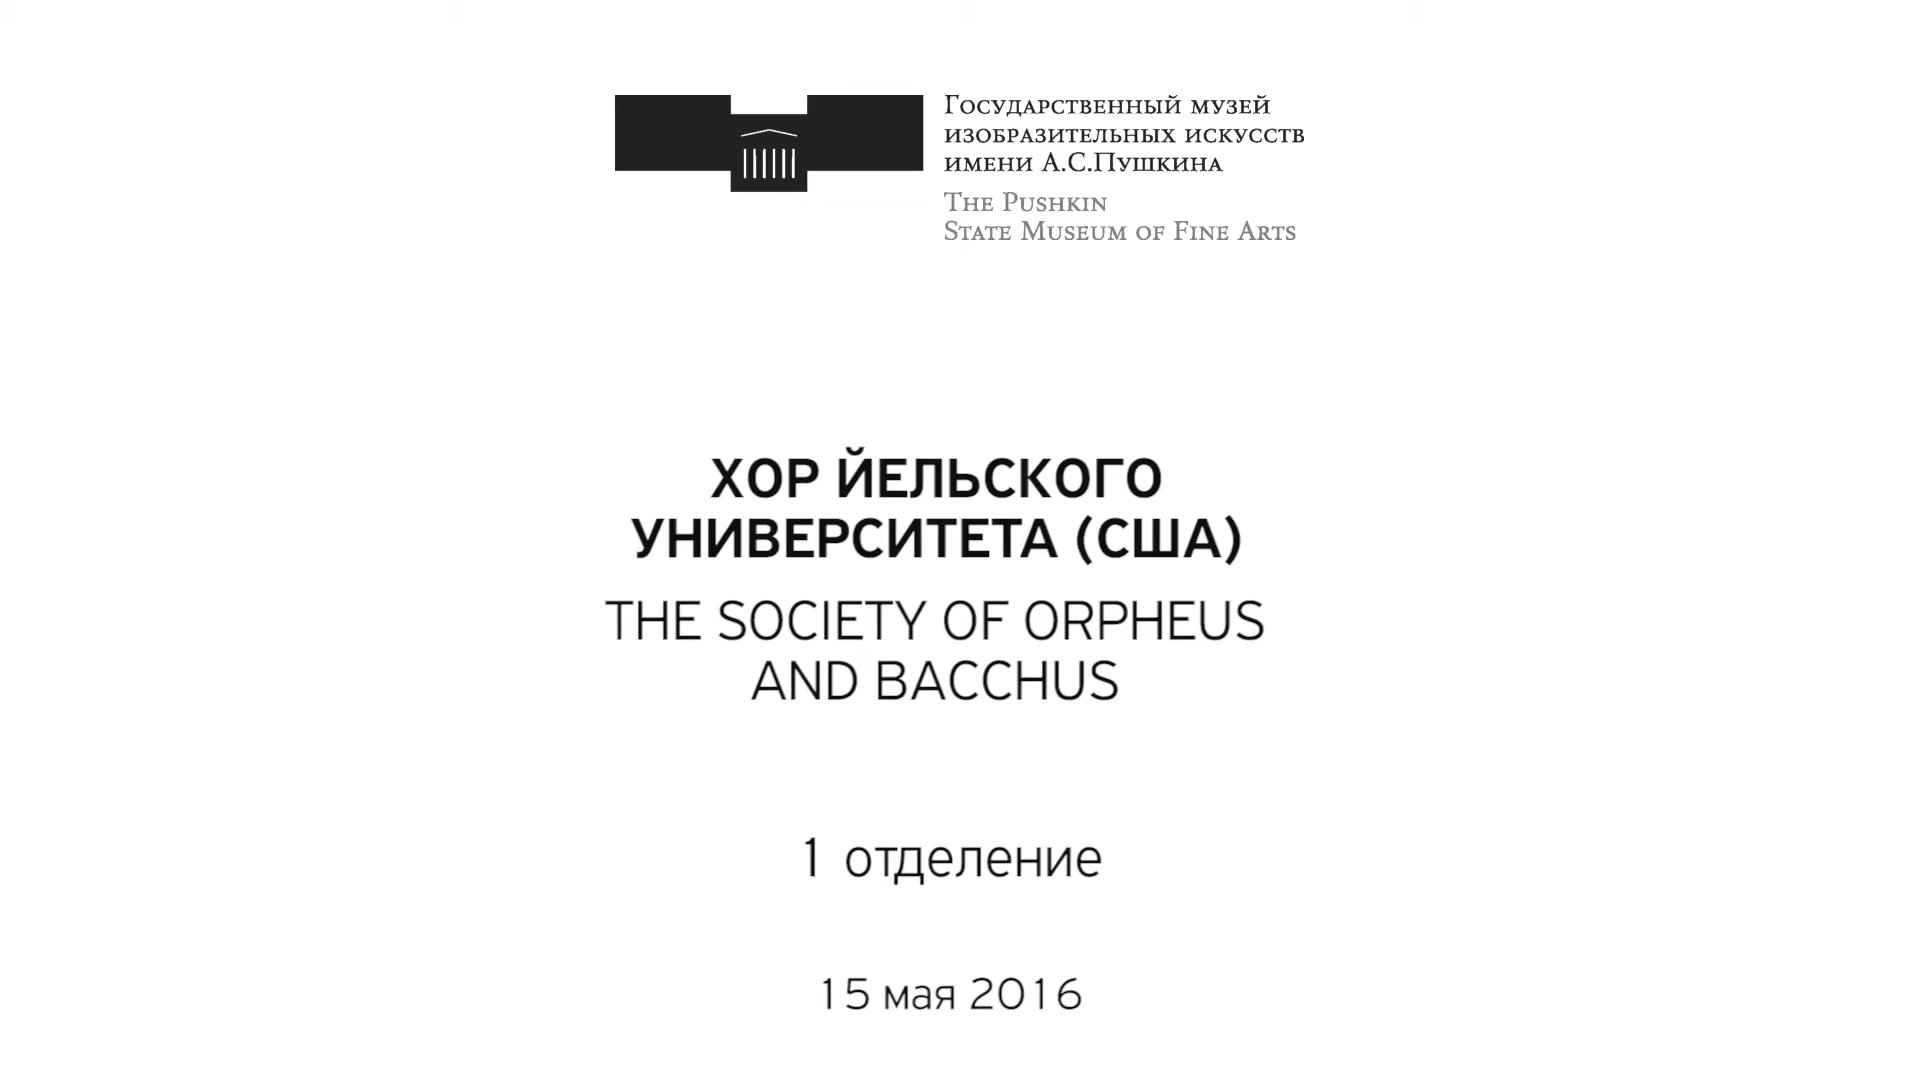 Государственный музей
изобразительных искусств
имени А.С.Пушкина
The Pushkin
State Museum of Fine Arts
ХОР ЙЕЛЬСКОГО
УНИВЕРСИТЕТА (США)
THE SOCIETY OF ORPHEUS
AND BACCHUS
1 отделение
15 мая 2016